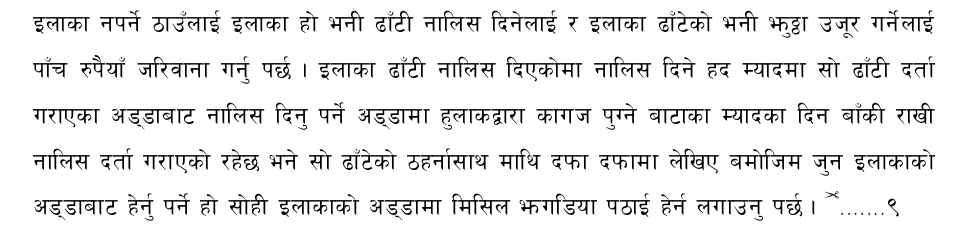 इलाका नपर्ने ठाउँलाई इलाका हो भनी ढाँटी नालिस दिनेलाई र इलाका ढाँटेको भनी झुठ्ठा उजूर गर्नेलाई
पाँच रुपैयाँ जरिवाना गर्नु पर्छ । इलाका ढाँटी नालिस दिएकोमा नालिस दिने हद म्यादमा सो ढाँटी दर्ता
गराएका अड्डाबाट नालिस दिनु पर्ने अड्डामा हुलाकद्वारा कागज पुग्ने बाटाका म्यादका दिन बाँकी राखी
नालिस दर्ता गराएको रहेछ भने सो ढाँटेको ठहर्नासाथ माथि दफा दफामा लेखिए बमोजिम जुन इलाकाको
अड्डाबाट हेर्नु पर्ने हो सोही इलाकाको अड्डामा मिसिल झगडिया पठाई हेर्न लगाउनु पर्छ । .......९